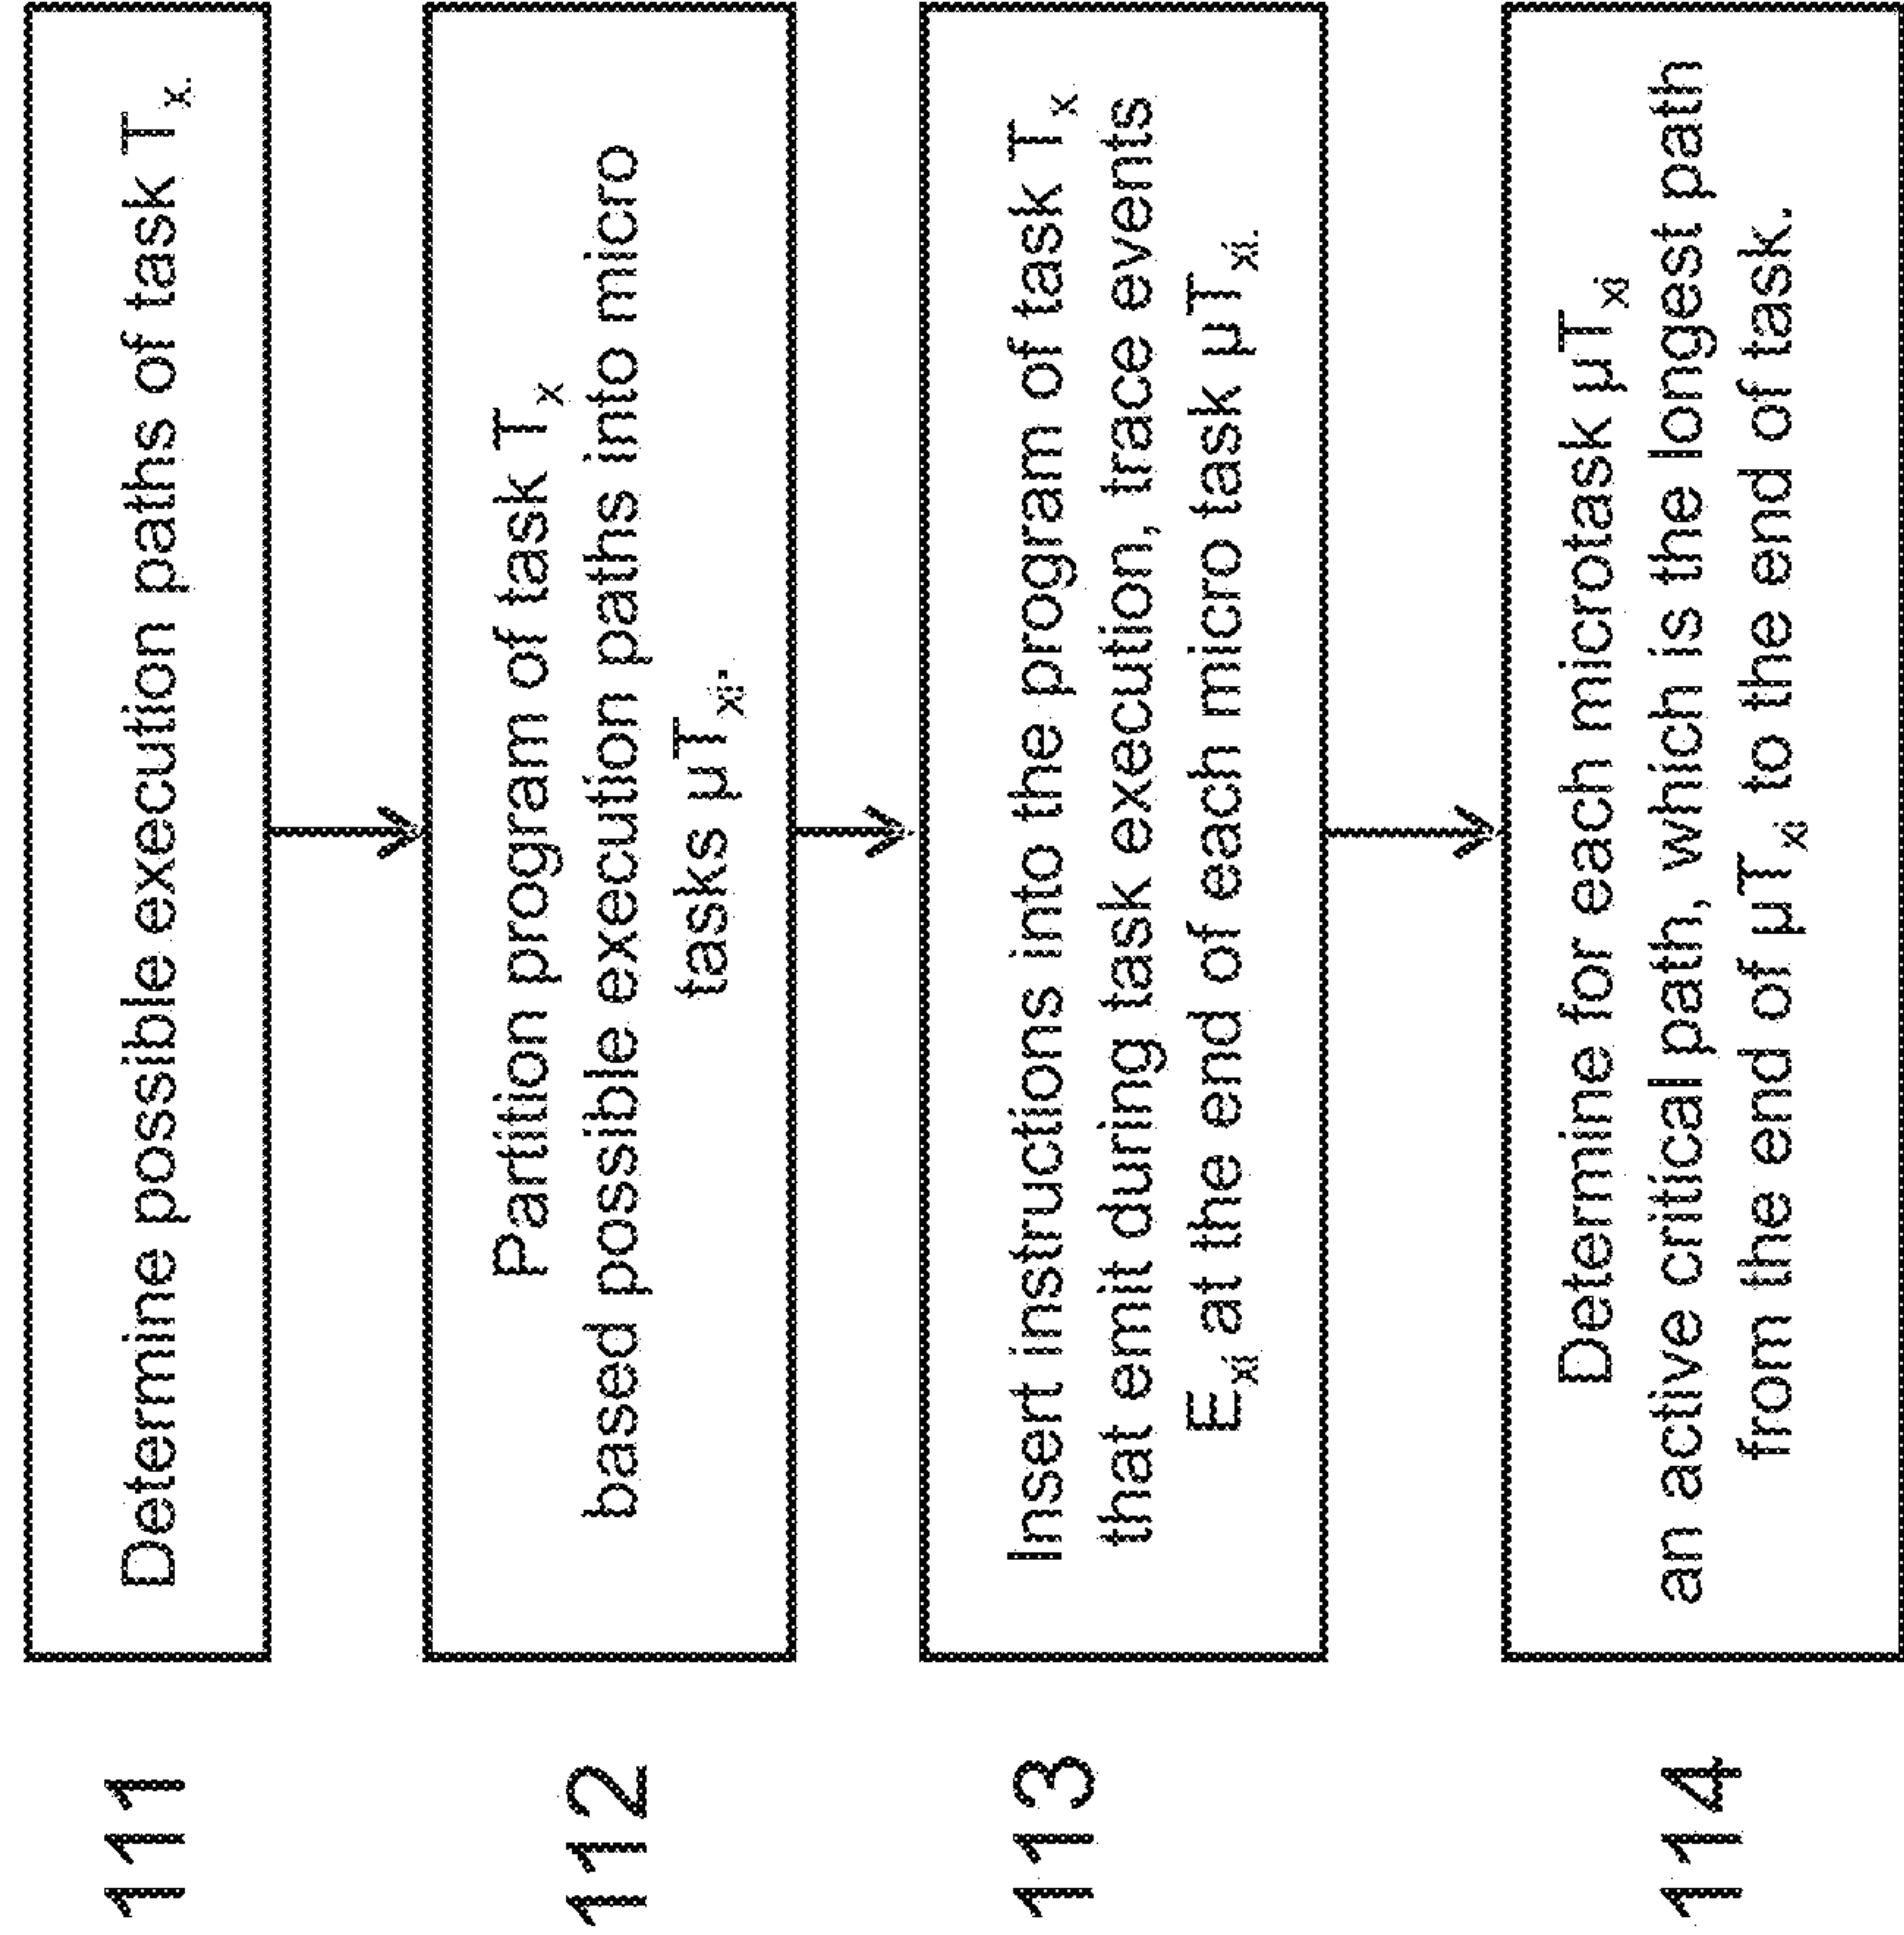 111
Determine possible execution paths of task Tx.
112
Partition program of task Tx
based possible execution paths into micro
tasks µTxi.
113
Insert instructions into the program of task Tx
that emit during task execution, trace events
Exi at the end of each micro task µTxi.
114
Determine for each microtask µTxi
an active critical path, which is the longest path
from the end of µTxi to the end of task.